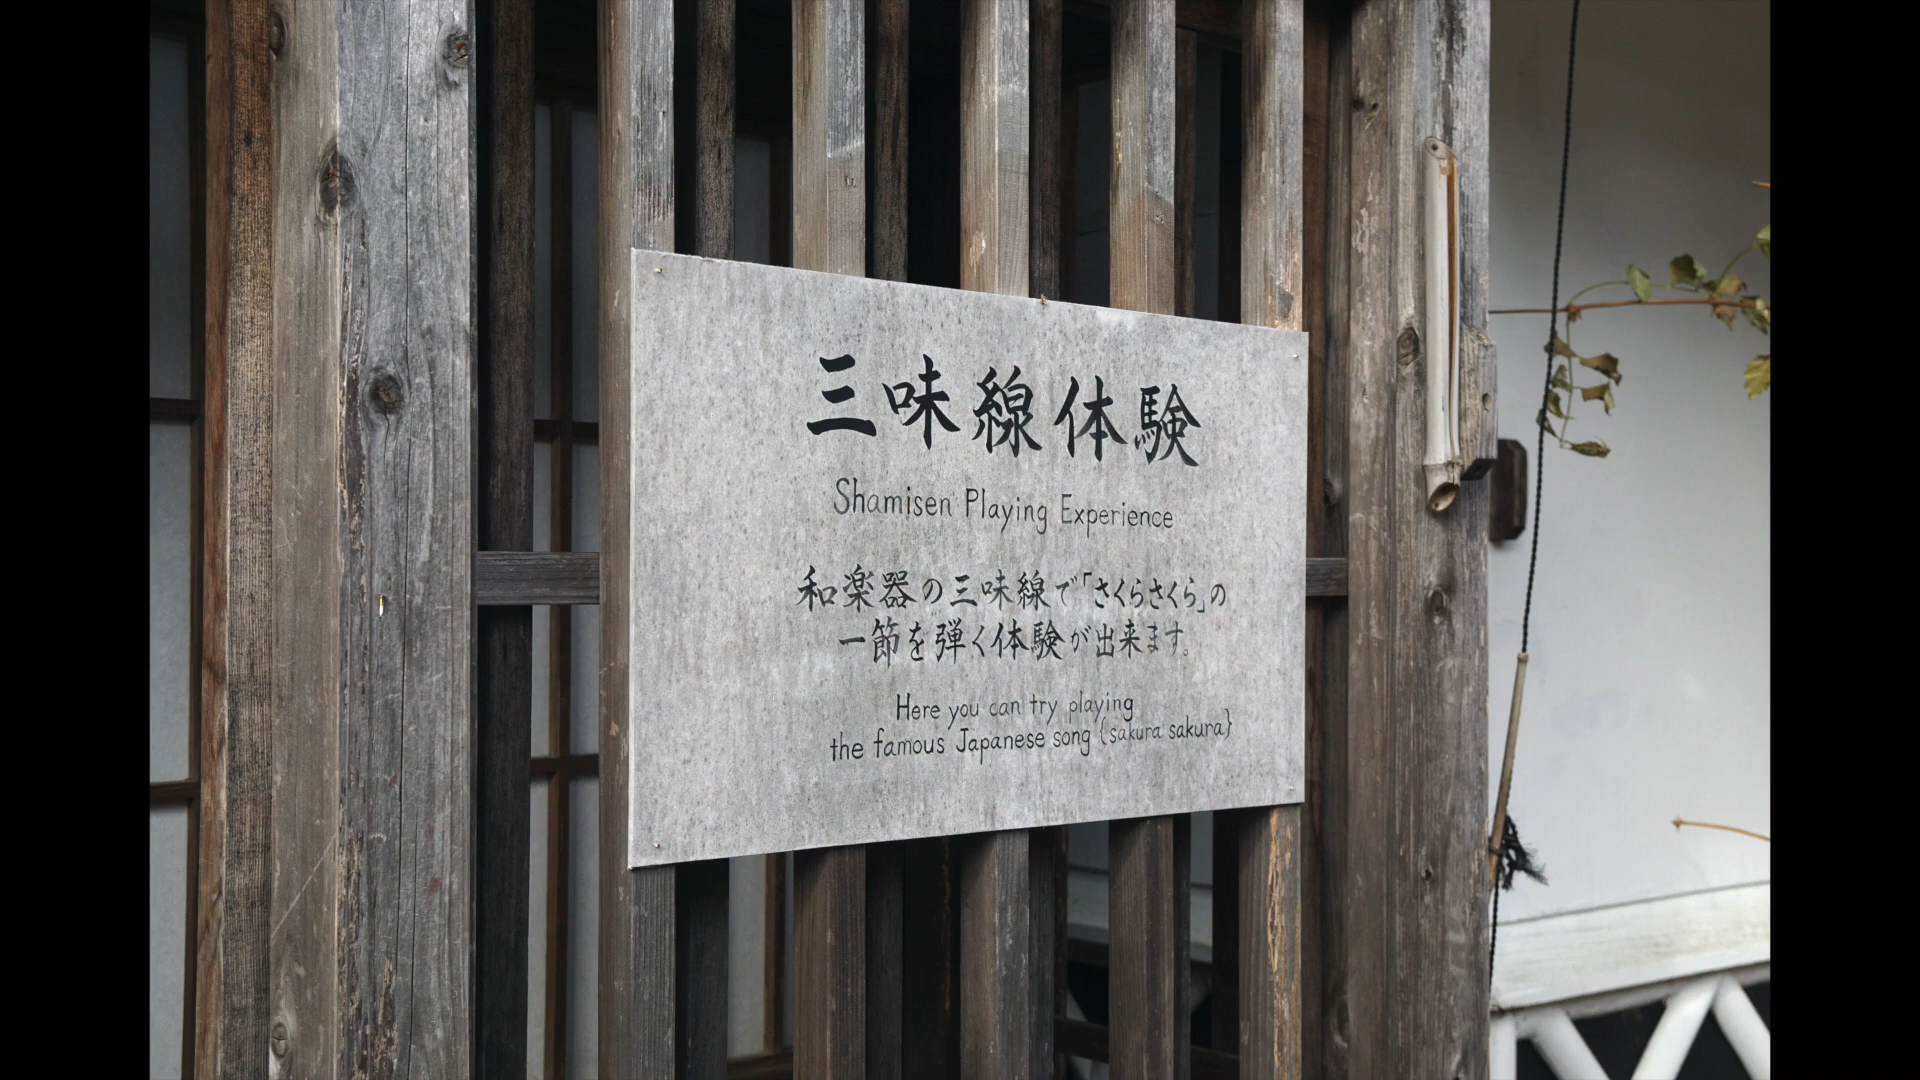 三味線体験
Shamisen Playing Experience
和楽器の三味線で「さくらさくら」の
一節を弾く体験が出来ます。
Here you can try playing
the famous Japanese song {sakura sakura}